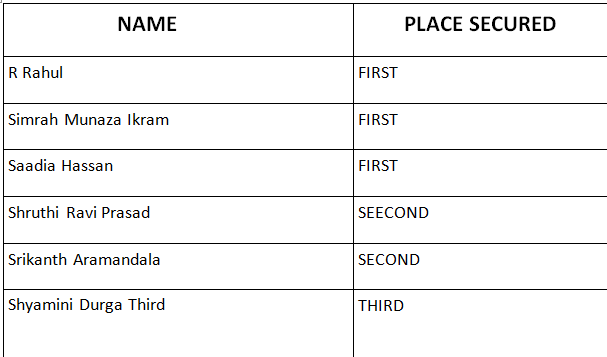 NAME PLACE SECURED
R Rahul FIRST
Simrah Munaza Ikram FIRST
Saadia Hassan FIRST
Shruthi Ravi Prasad SEECOND
Srikanth Aramandala SECOND
Shyamini Durga Third THIRD